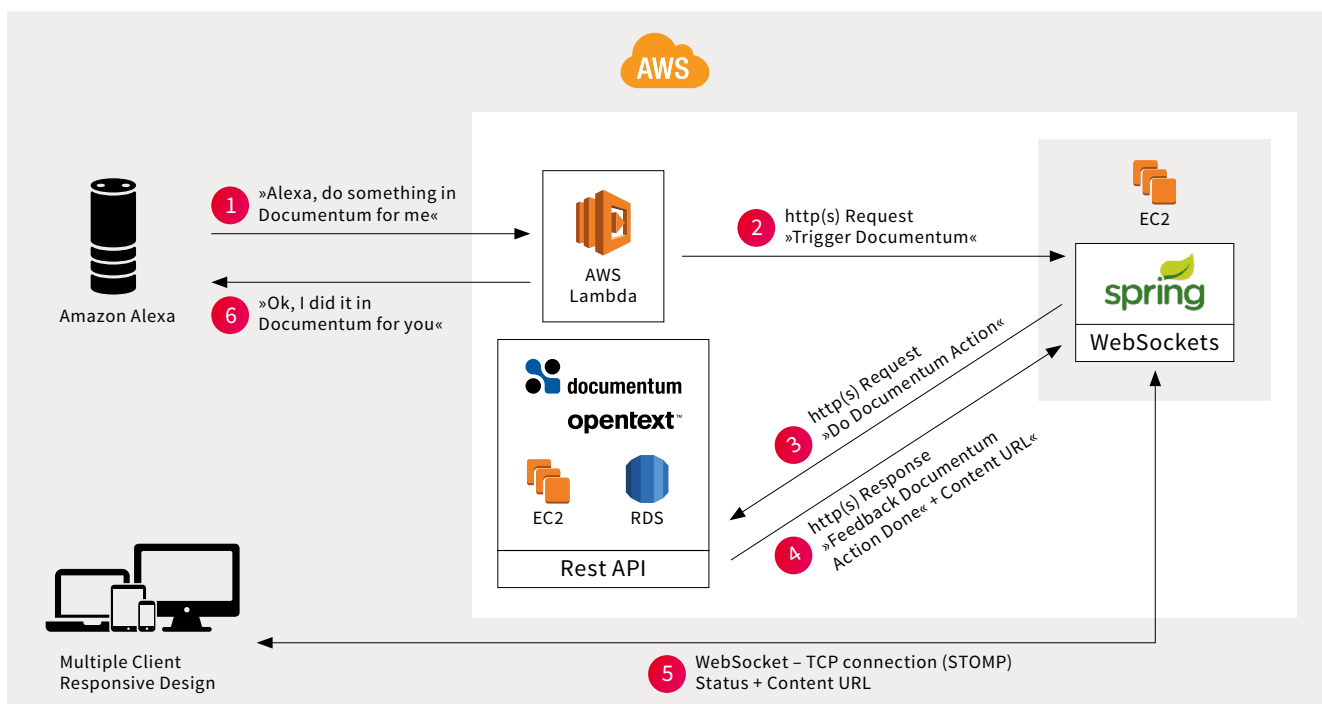 AWS
1
»Alexa, do something in
Documentum for me«
Amazon Alexa
6
»Ok, I did it in
Documentum for you«
AWS
Lambda
2
http(s) Request
»Trigger Documentum«
EC2
spring
WebSockets
documentum
opentext™
EC2
RDS
Rest API
3
http(s) Request
»Do Documentum Action«
4
http(s) Response
»Feedback Documentum
Action Done« + Content URL«
Multiple Client
Responsive Design
5
WebSocket – TCP connection (STOMP)
Status + Content URL